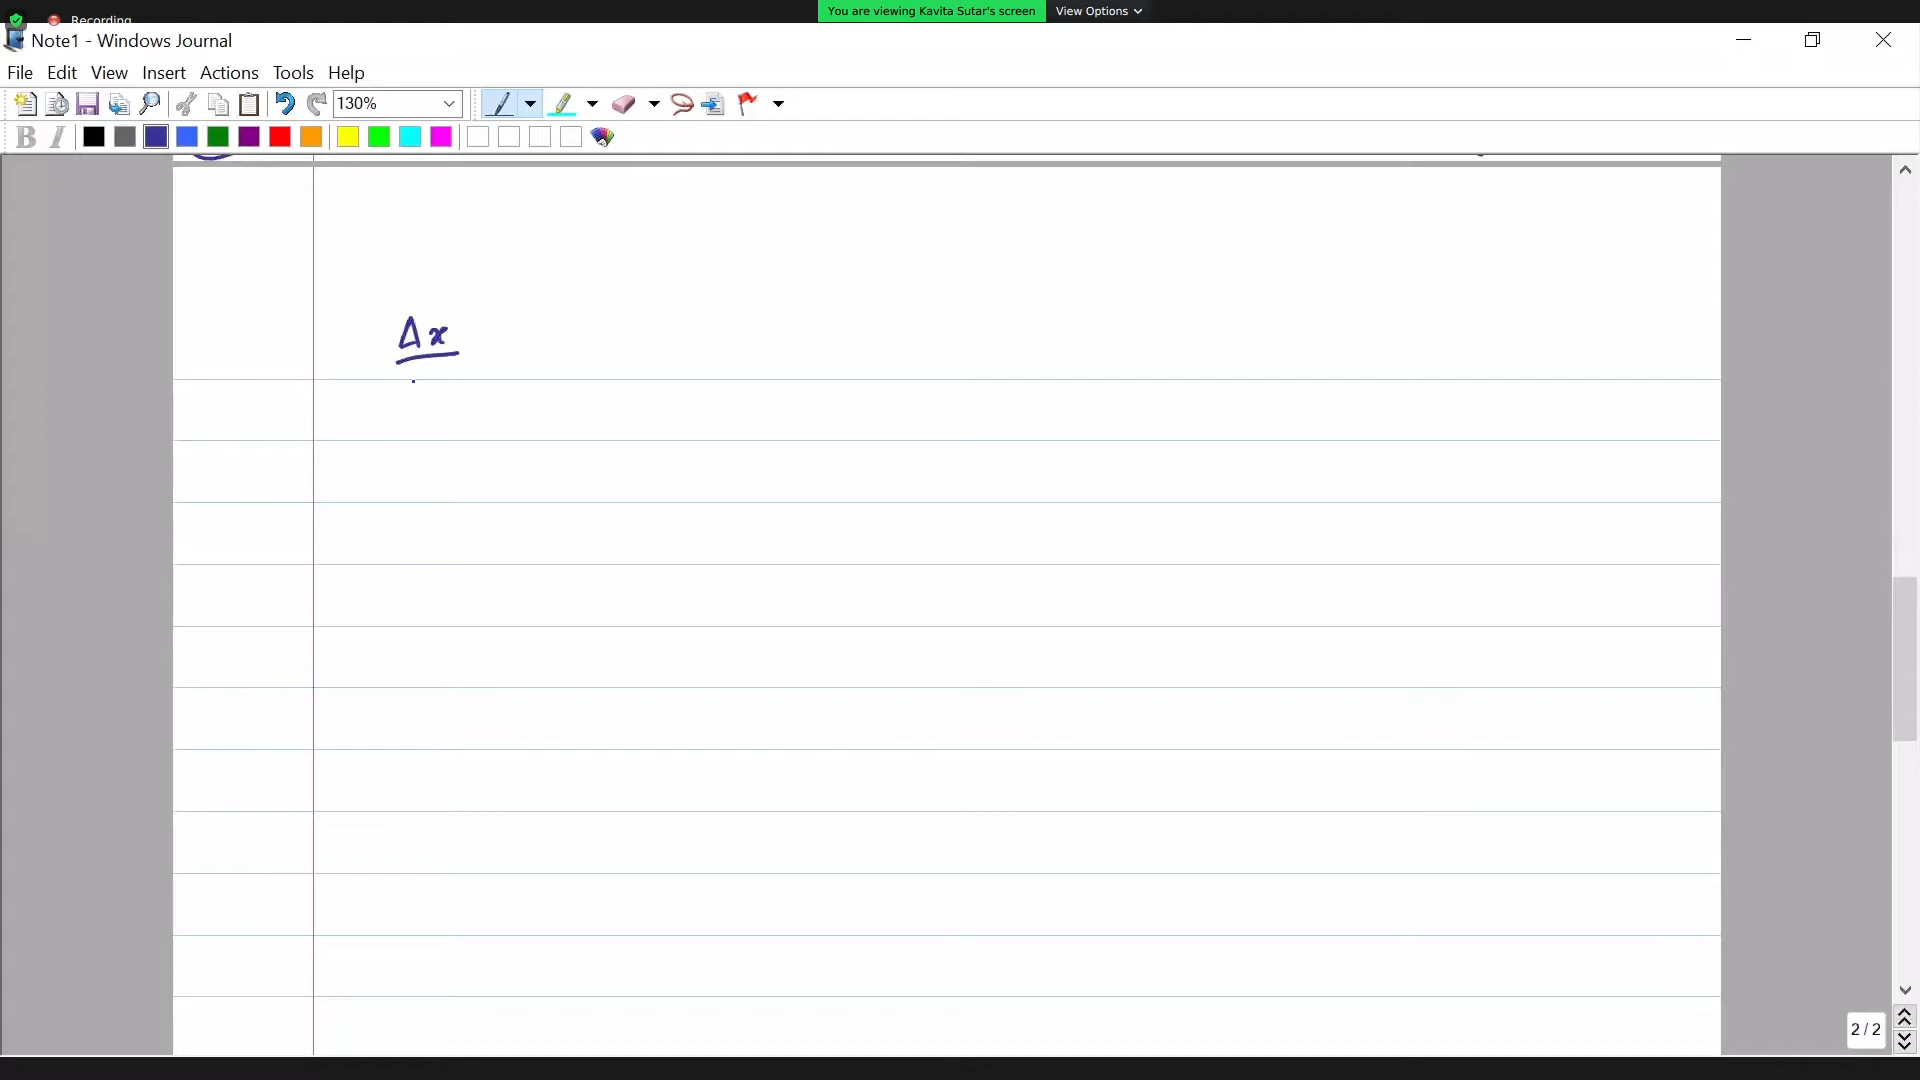 You are viewing Kavita Sutar's screen View Options
Recording
Note1 - Windows Journal
File Edit View Insert Actions Tools Help
130%
B I
Δx
2 / 2